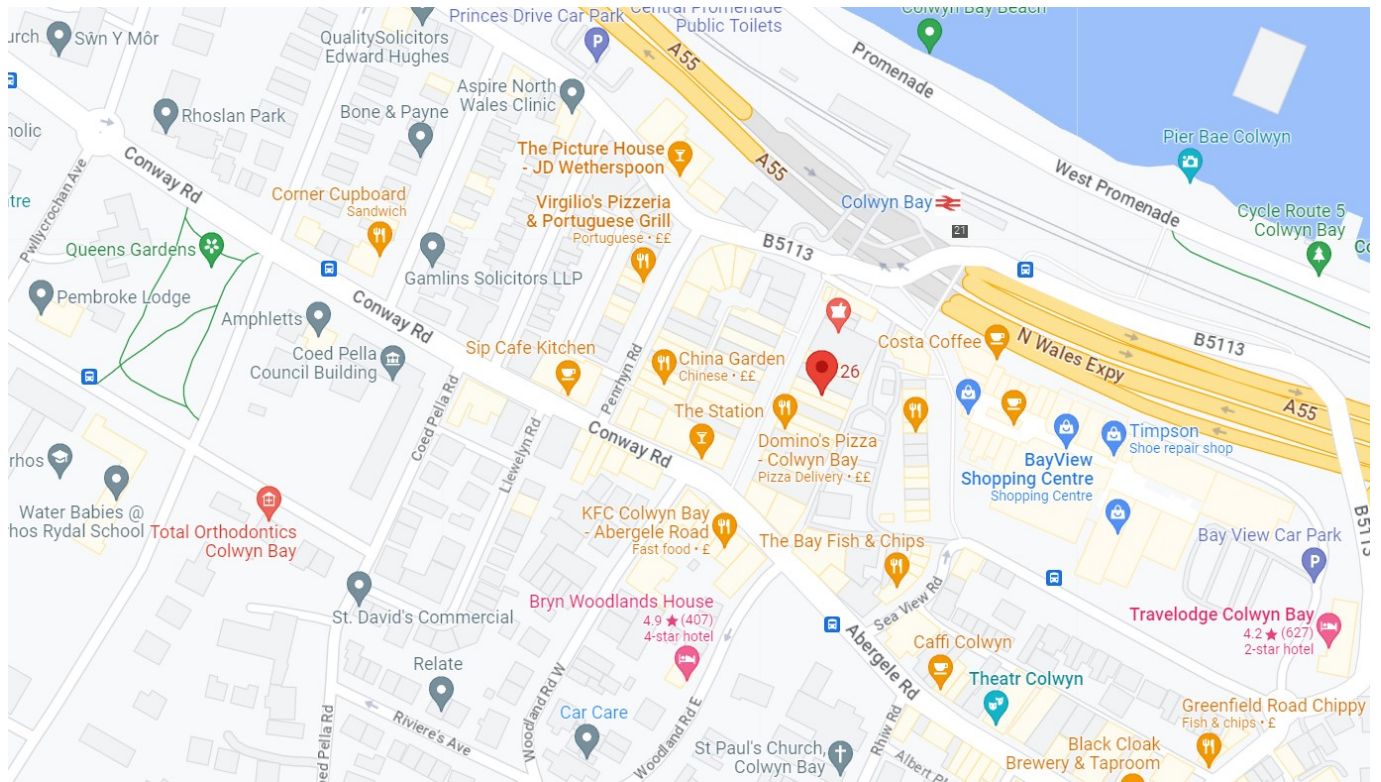 Princes Drive Car Park
Central Promenade
Public Toilets
Colwyn Bay Beach
urch
Sŵn Y Môr
QualitySolicitors
Edward Hughes
A55
Promenade
Aspire North
Wales Clinic
Bone & Payne
Rhoslan Park
holic
Pier Bae Colwyn
The Picture House
- JD Wetherspoon
A55
Conway Rd
West Promenade
Pwllycrochan Ave
Corner Cupboard
Sandwich
Virgilio's Pizzeria
& Portuguese Grill
Portuguese · ££
Colwyn Bay
tre
Cycle Route 5
Colwyn Bay
21
B5113
Queens Gardens
Gamlins Solicitors LLP
Pembroke Lodge
Amphletts
Conway Rd
Coed Pella
Council Building
Sip Cafe Kitchen
Penrhyn Rd
China Garden
Chinese · ££
26
Costa Coffee
N Wales Expy
B5113
A55
The Station
Domino's Pizza
- Colwyn Bay
Pizza Delivery · ££
Timpson
Shoe repair shop
BayView
Shopping Centre
Shopping Centre
Coed Pella Rd
Llewelyn Rd
Conway Rd
rhos
Water Babies @
hos Rydal School
Total Orthodontics
Colwyn Bay
KFC Colwyn Bay
- Abergele Road
Fast food · £
The Bay Fish & Chips
Bay View Car Park
B5113
St. David's Commercial
Bryn Woodlands House
4.9 ★ (407)
4-star hotel
Sea View Rd
Travelodge Colwyn Bay
4.2 ★ (627)
2-star hotel
Abergele Rd
Caffi Colwyn
Theatr Colwyn
Relate
Riviere's Ave
Car Care
Woodland Rd W
Woodland Rd E
St Paul's Church,
Colwyn Bay
Rhiw Rd
Greenfield Road Chippy
Fish & chips · £
Black Cloak
Brewery & Taproom
ed Pella Rd
Albert